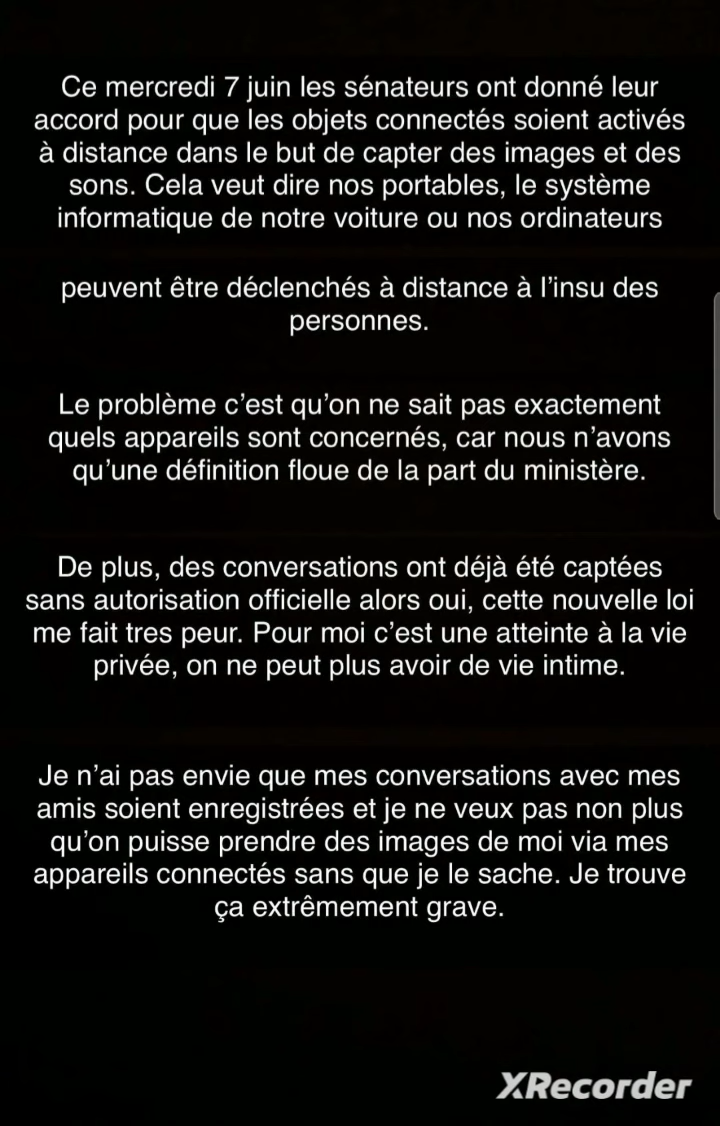 Ce mercredi 7 juin les sénateurs ont donné leur
accord pour que les objets connectés soient activés
à distance dans le but de capter des images et des
sons. Cela veut dire nos portables, le système
informatique de notre voiture ou nos ordinateurs
peuvent être déclenchés à distance à l'insu des
personnes.
Le problème c'est qu'on ne sait pas exactement
quels appareils sont concernés, car nous n'avons
qu'une définition floue de la part du ministère.
De plus, des conversations ont déjà été captées
sans autorisation officielle alors oui, cette nouvelle loi
me fait tres peur. Pour moi c'est une atteinte à la vie
privée, on ne peut plus avoir de vie intime.
Je n'ai pas envie que mes conversations avec mes
amis soient enregistrées et je ne veux pas non plus
qu'on puisse prendre des images de moi via mes
appareils connectés sans que je le sache. Je trouve
ça extrêmement grave.
XRecorder